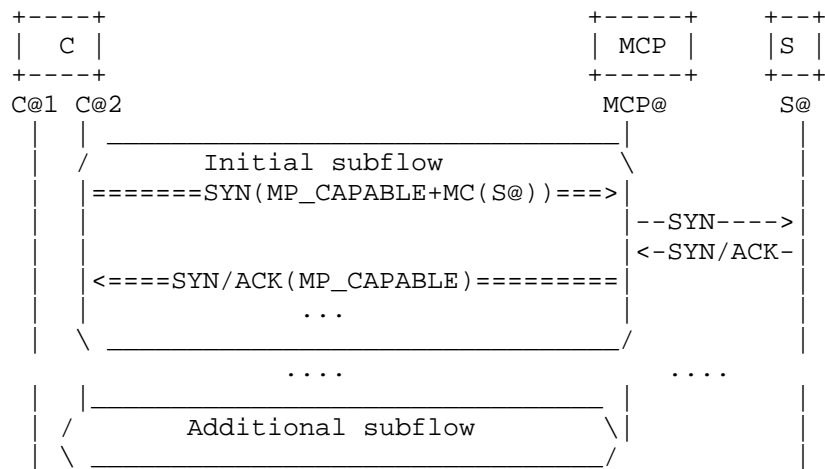 +----+ +-----+ +--+
| C | | MCP | |S |
+----+ +-----+ +--+
C@1 C@2 MCP@ S@
Initial subflow
=======SYN(MP_CAPABLE+MC(S@))===>
--SYN---->
<-SYN/ACK-
<====SYN/ACK(MP_CAPABLE)=========
...
.... ....
Additional subflow